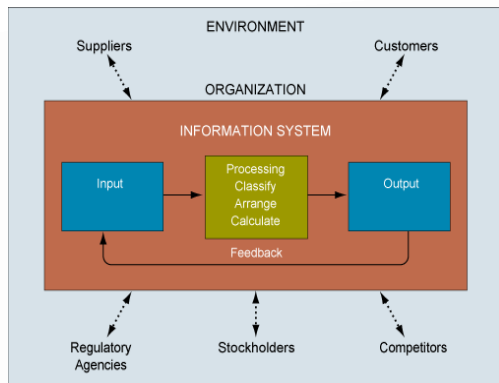 ENVIRONMENT
Suppliers
Customers
ORGANIZATION
INFORMATION SYSTEM
Input
Processing
Classify
Arrange
Calculate
Output
Feedback
Regulatory
Agencies
Stockholders
Competitors